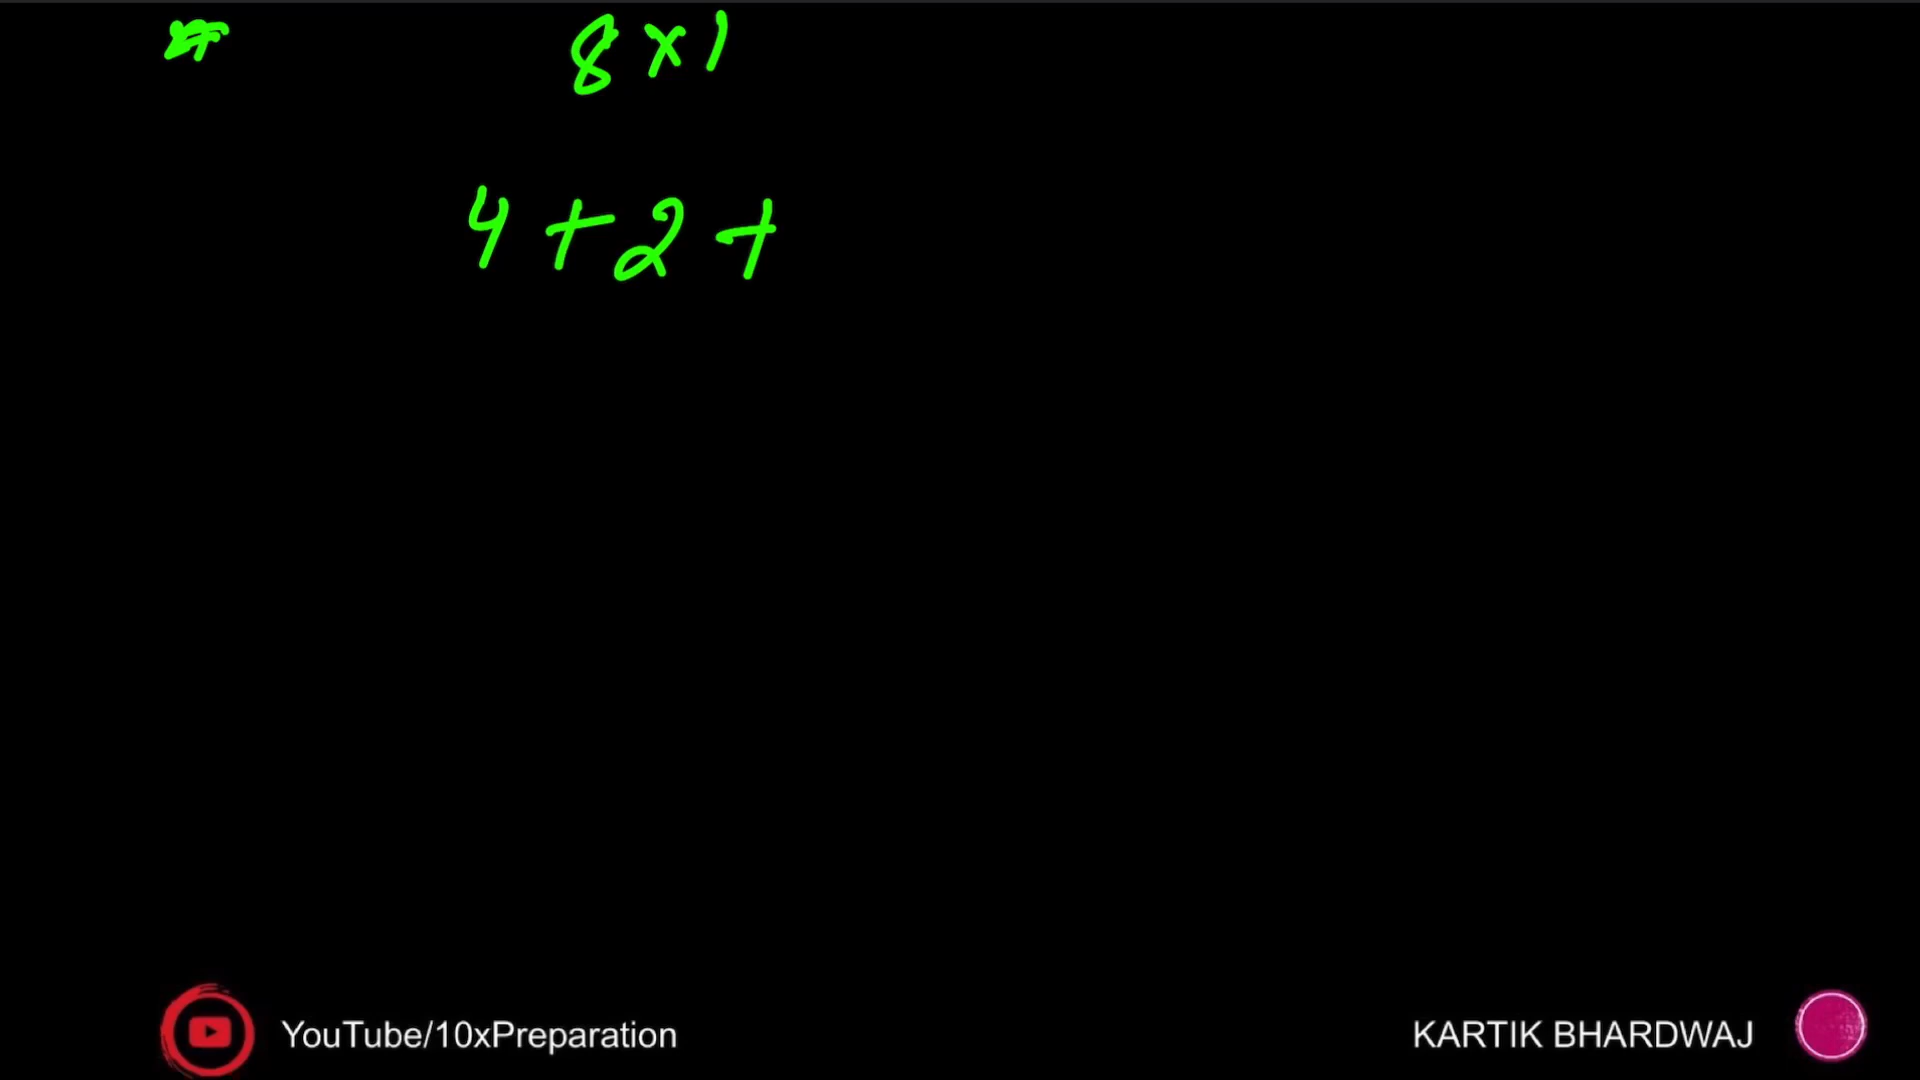 8 × 1
4 + 2 +
YouTube/10xPreparation
KARTIK BHARDWAJ